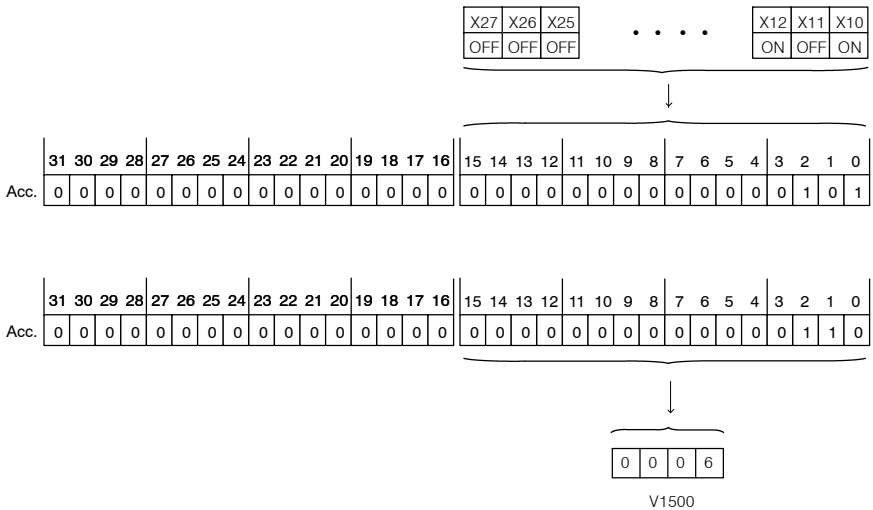 X27 X26 X25 X12 X11 X10
OFF OFF OFF ON OFF ON
31 30 29 28 27 26 25 24 23 22 21 20 19 18 17 16 15 14 13 12 11 10 9 8 7 6 5 4 3 2 1 0
Acc. 0 0 0 0 0 0 0 0 0 0 0 0 0 0 0 0 0 0 0 0 0 0 0 0 0 0 0 0 0 1 0 1
31 30 29 28 27 26 25 24 23 22 21 20 19 18 17 16 15 14 13 12 11 10 9 8 7 6 5 4 3 2 1 0
Acc. 0 0 0 0 0 0 0 0 0 0 0 0 0 0 0 0 0 0 0 0 0 0 0 0 0 0 0 0 0 1 1 0
0 0 0 6
V1500